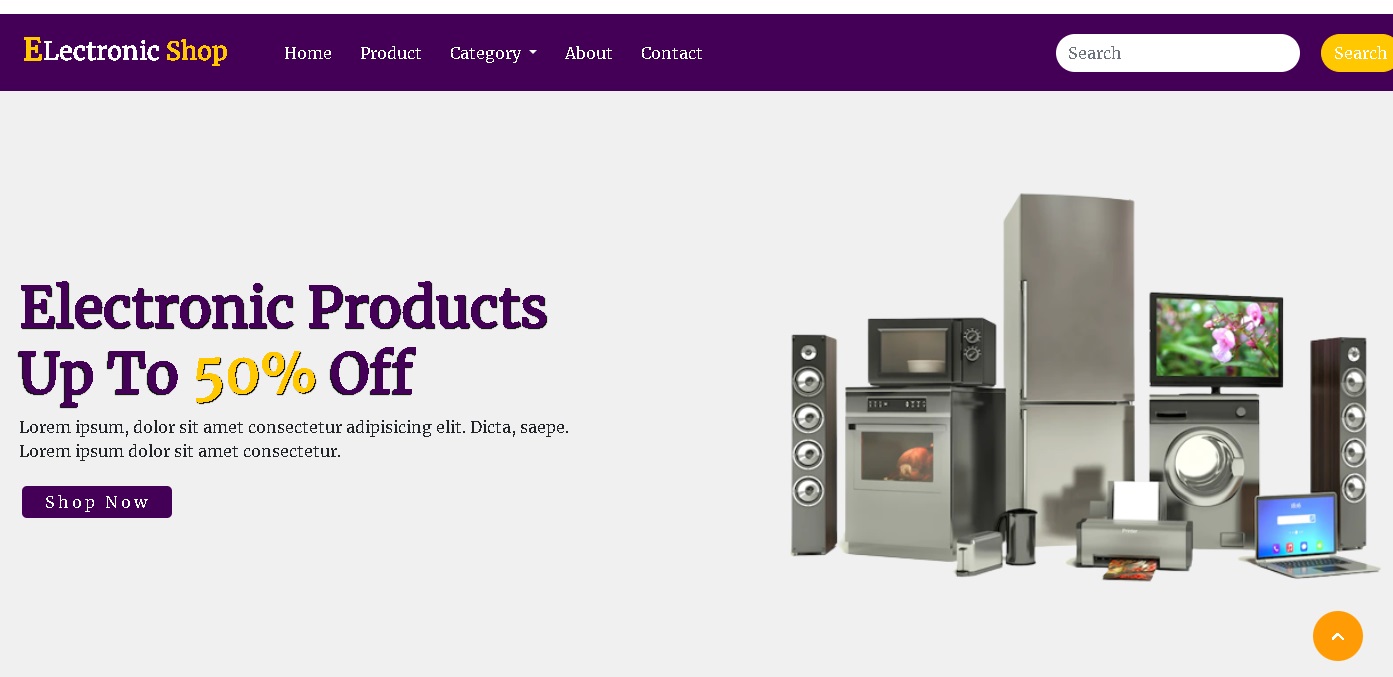 ELectronic Shop
Home
Product
Category
About
Contact
Search
Search
Electronic Products
Up To 50% Off
Lorem ipsum, dolor sit amet consectetur adipisicing elit. Dicta, saepe.
Lorem ipsum dolor sit amet consectetur.
Shop Now